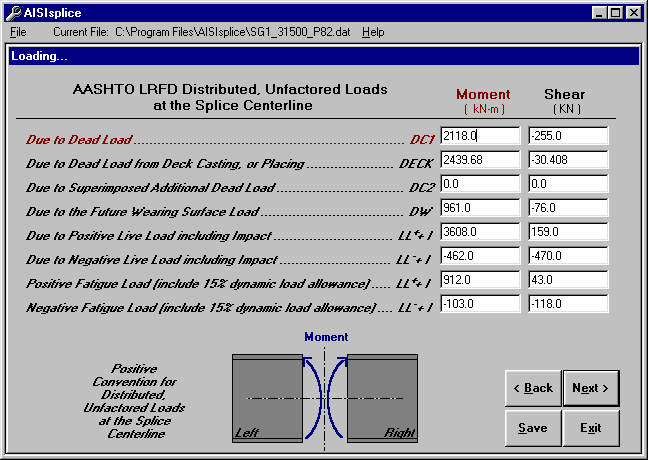 AISIsplice
File Current File: C:\Program Files\AISIsplice\SG1_31500_P82.dat Help
Loading...
AASHTO LRFD Distributed, Unfactored Loads
at the Splice Centerline
Moment
( kN-m )
Shear
( KN )
Due to Dead Load ........ DC1 2118.0 -255.0
Due to Dead Load from Deck Casting, or Placing ........ DECK 2439.68 -30.408
Due to Superimposed Additional Dead Load ........ DC2 0.0 0.0
Due to the Future Wearing Surface Load ........ DW 961.0 -76.0
Due to Positive Live Load including Impact ........ LL⁺+ I 3608.0 159.0
Due to Negative Live Load including Impact ........ LL⁻+ I -462.0 -470.0
Positive Fatigue Load (include 15% dynamic load allowance) .... LL⁺+ I 912.0 43.0
Negative Fatigue Load (include 15% dynamic load allowance) .... LL⁻+ I -103.0 -118.0
Moment
Positive
Convention for
Distributed,
Unfactored Loads
at the Splice
Centerline
Left
Right
< Back
Next >
Save
Exit